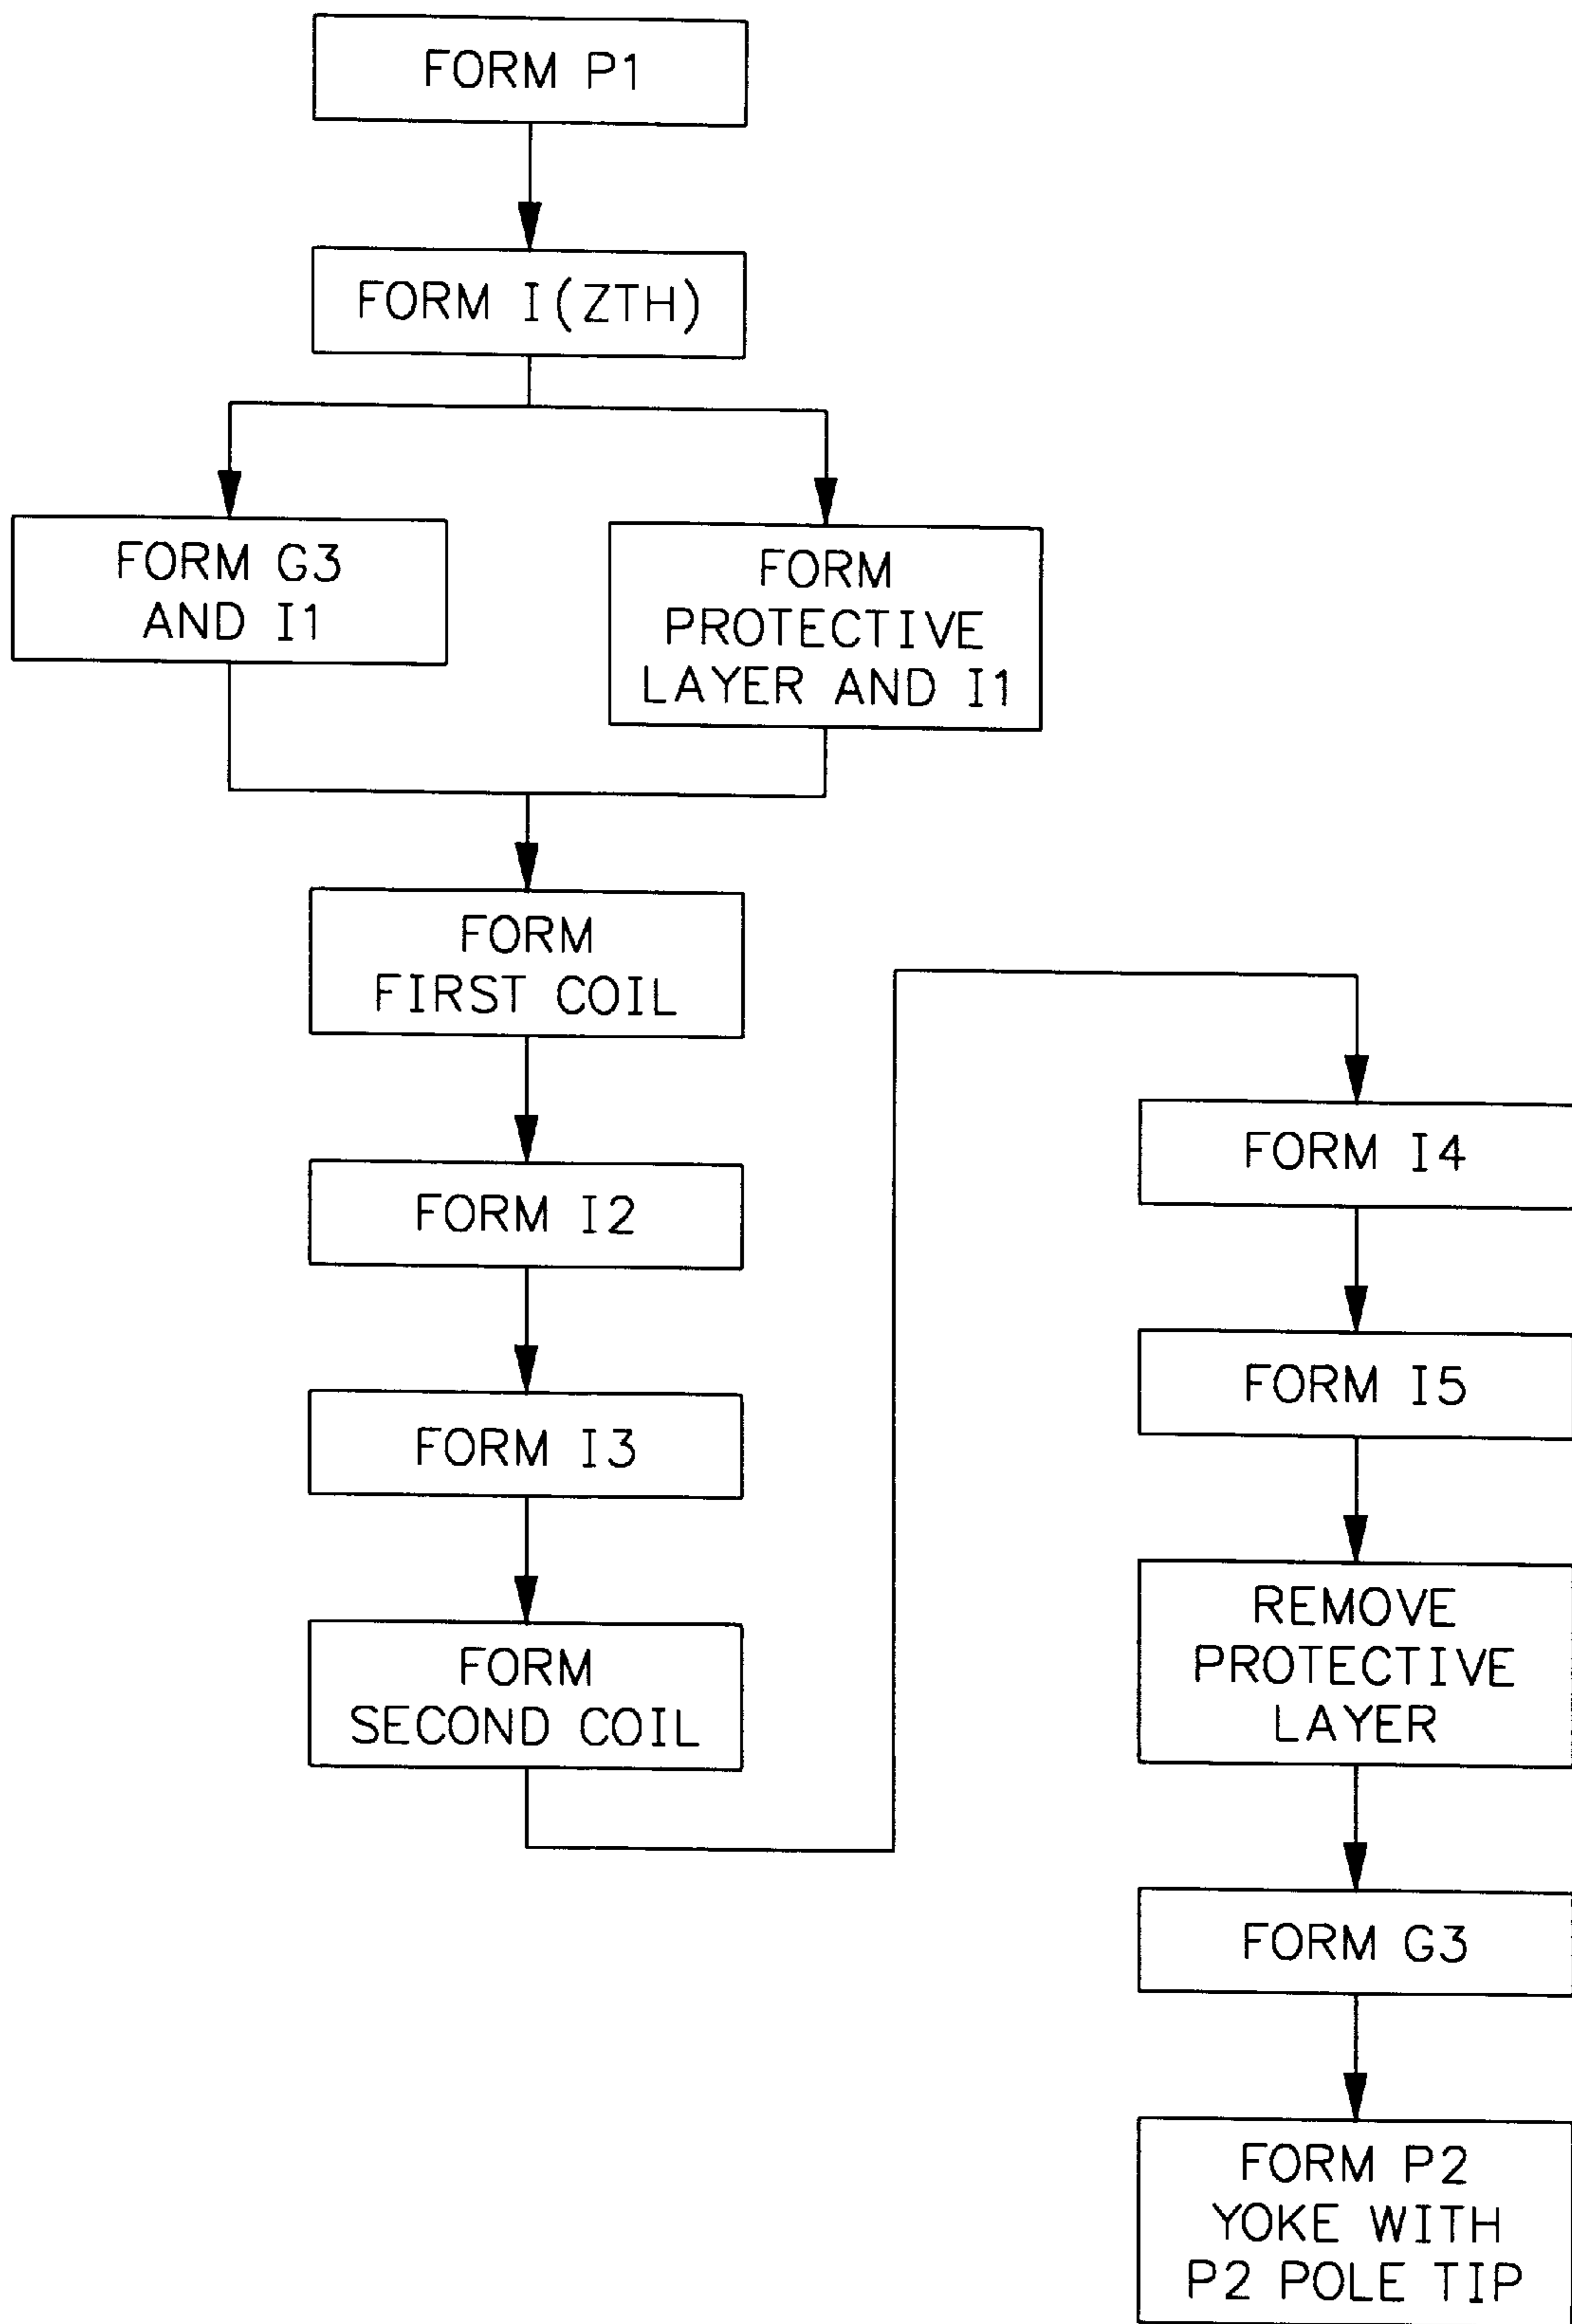 FORM P1
FORM I(ZTH)
FORM G3
AND I1
FORM
PROTECTIVE
LAYER AND I1
FORM
FIRST COIL
FORM I2
FORM I3
FORM
SECOND COIL
FORM I4
FORM I5
REMOVE
PROTECTIVE
LAYER
FORM G3
FORM P2
YOKE WITH
P2 POLE TIP